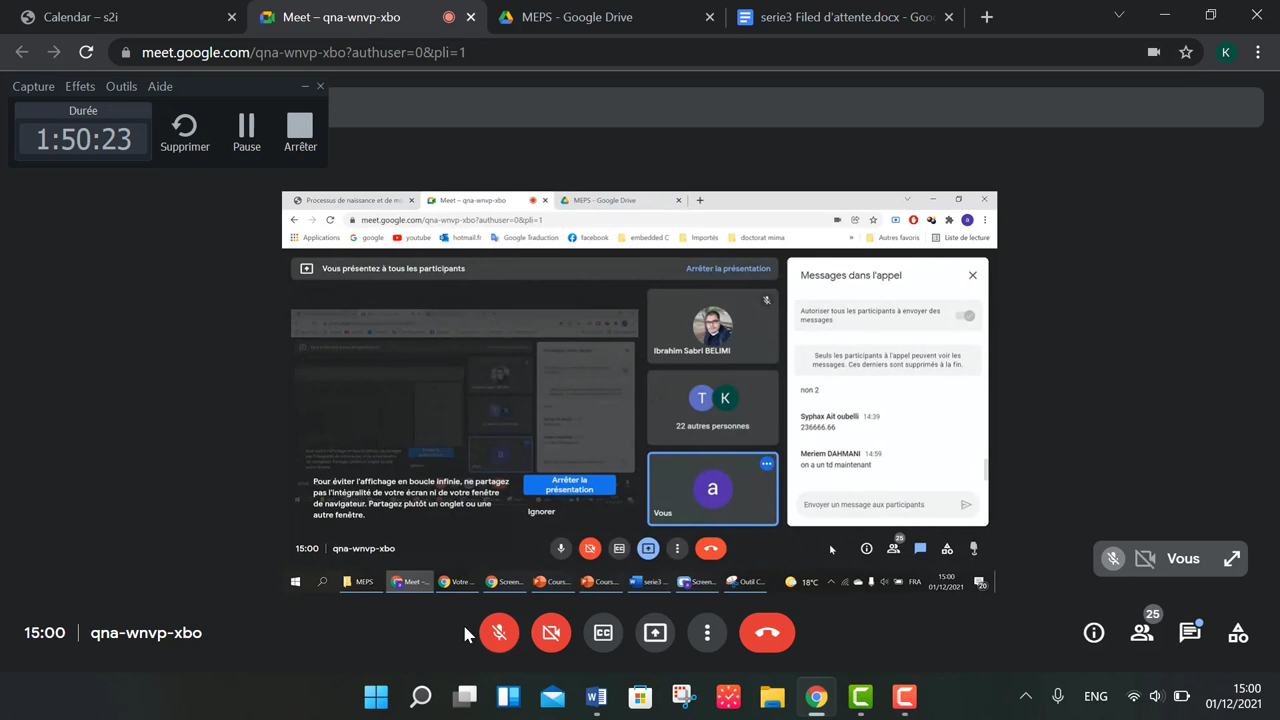 Calendar – s2i
Meet – qna-wnvp-xbo
MEPS – Google Drive
serie3 Filed d'attente.docx - Goo
meet.google.com/qna-wnvp-xbo?authuser=0&pli=1
K
Capture Effets Outils Aide
Durée
1:50:23
Supprimer
Pause
Arrêter
Processus de naissance et de m
Meet – qna-wnvp-xbo
MEPS - Google Drive
meet.google.com/qna-wnvp-xbo?authuser=0&pli=1
a
Applications google youtube hotmail.fr Google Traduction facebook embedded C Importés doctorat mima » Autres favoris Liste de lecture
Vous présentez à tous les participants
Arrêter la présentation
Ibrahim Sabri BELIMI
T K
22 autres personnes
a
Vous
Pour éviter l'affichage en boucle infinie, ne partagez
pas l'intégralité de votre écran ni de votre fenêtre
de navigateur. Partagez plutôt un onglet ou une
autre fenêtre.
Arrêter la
présentation
Ignorer
Messages dans l'appel
Autoriser tous les participants à envoyer des
messages
Seuls les participants à l'appel peuvent voir les
messages. Ces derniers sont supprimés à la fin.
non 2
Syphax Ait oubelli 14:39
236666.66
Meriem DAHMANI 14:59
on a un td maintenant
Envoyer un message aux participants
15:00 qna-wnvp-xbo
25
MEPS Meet -... Votre ... Screen... Cours... Cours... serie3 ... Screen... Outil C...
18°C
FRA
15:00
01/12/2021
20
Vous
15:00 qna-wnvp-xbo
25
ENG
15:00
01/12/2021